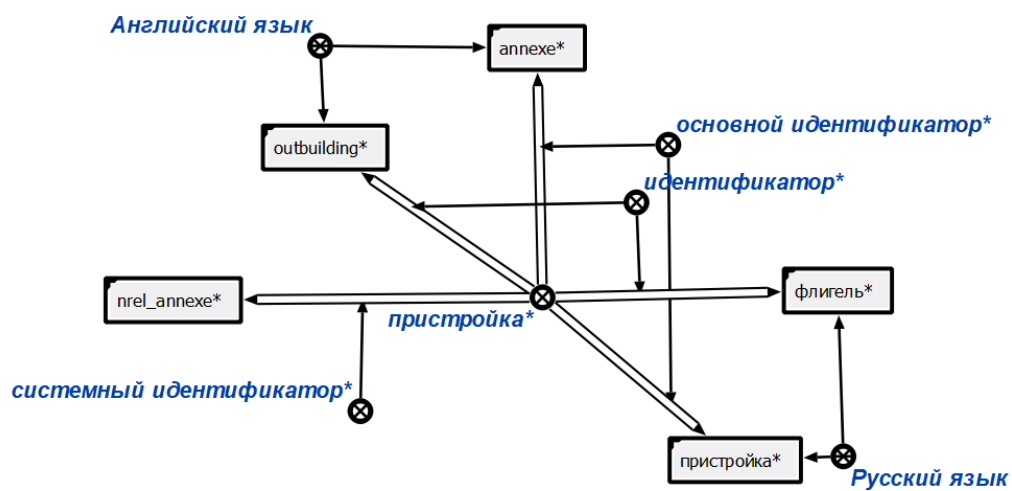 Английский язык
annexe*
основной идентификатор*
outbuilding*
идентификатор*
nrel_annexe*
флигель*
пристройка*
системный идентификатор*
пристройка*
Русский язык